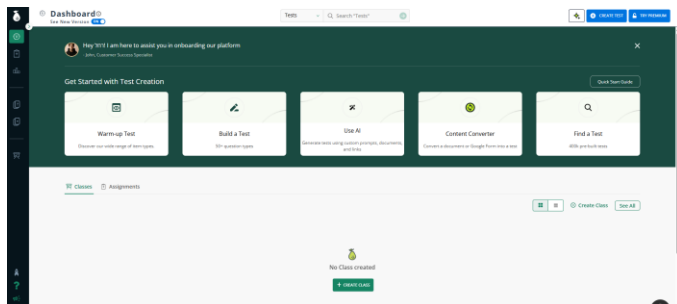 Dashboard
See New Version ON
Tests
Search "Tests"
CREATE TEST
TRY PREMIUM
I am here to assist you in onboarding our platform
- John, Customer Success Specialist
Get Started with Test Creation
Quick Start Guide
Warm-up Test
Discover our wide range of item types.
Build a Test
50+ question types
Use AI
Generate tests using custom prompts, documents, and links
Content Converter
Convert a document or Google Form into a test
Find a Test
400k pre-built tests
Classes
Assignments
Create Class
See All
No Class created
+ CREATE CLASS